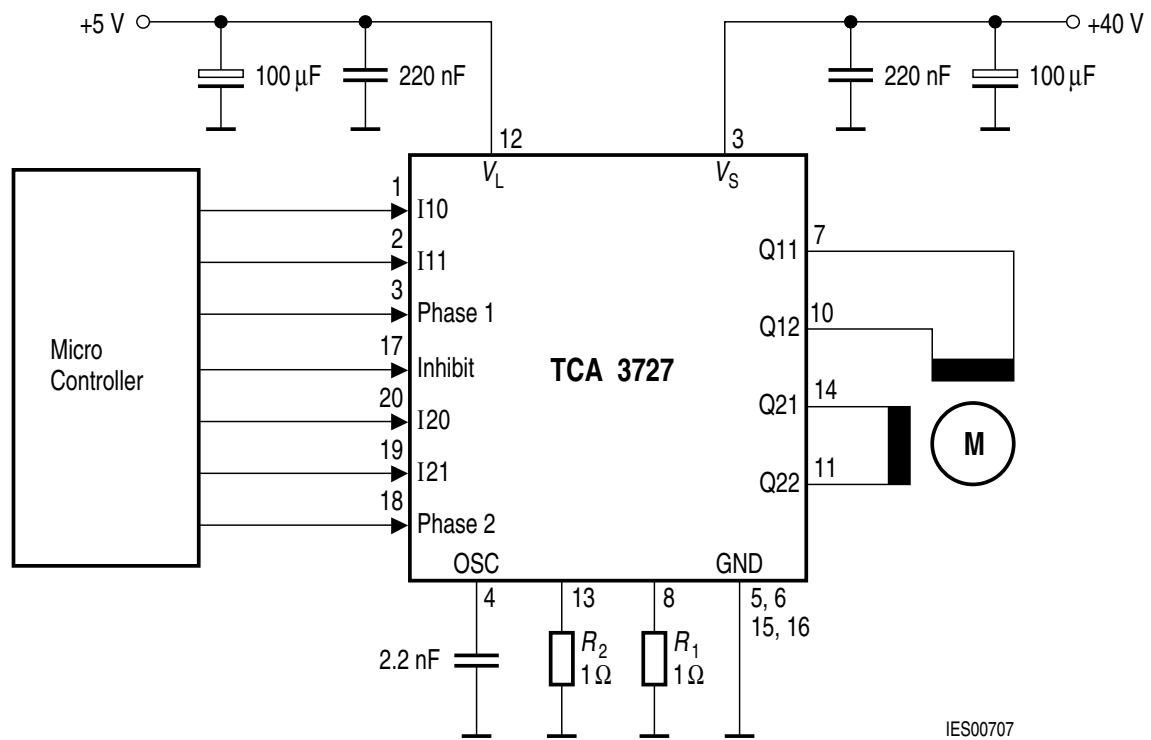 +5 V
+40 V
100 μF
220 nF
220 nF
100 μF
12
3
V_L
V_S
Micro
Controller
1
I10
2
I11
3
Phase 1
17
Inhibit
20
I20
19
I21
18
Phase 2
TCA 3727
Q11
7
Q12
10
Q21
14
Q22
11
M
OSC
GND
4
13
8
5, 6
15, 16
2.2 nF
R_2
1 Ω
R_1
1 Ω
IES00707